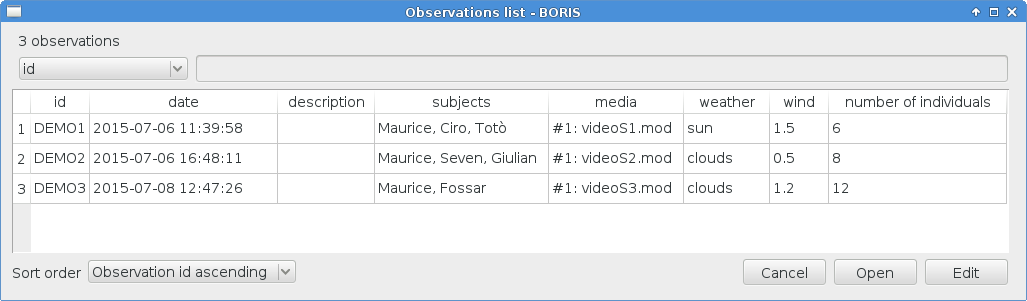 Observations list - BORIS
3 observations
id
id date description subjects media weather wind number of individuals
1 DEMO1 2015-07-06 11:39:58 Maurice, Ciro, Totò #1: videoS1.mod sun 1.5 6
2 DEMO2 2015-07-06 16:48:11 Maurice, Seven, Giulian #1: videoS2.mod clouds 0.5 8
3 DEMO3 2015-07-08 12:47:26 Maurice, Fossar #1: videoS3.mod clouds 1.2 12
Sort order Observation id ascending Cancel Open Edit